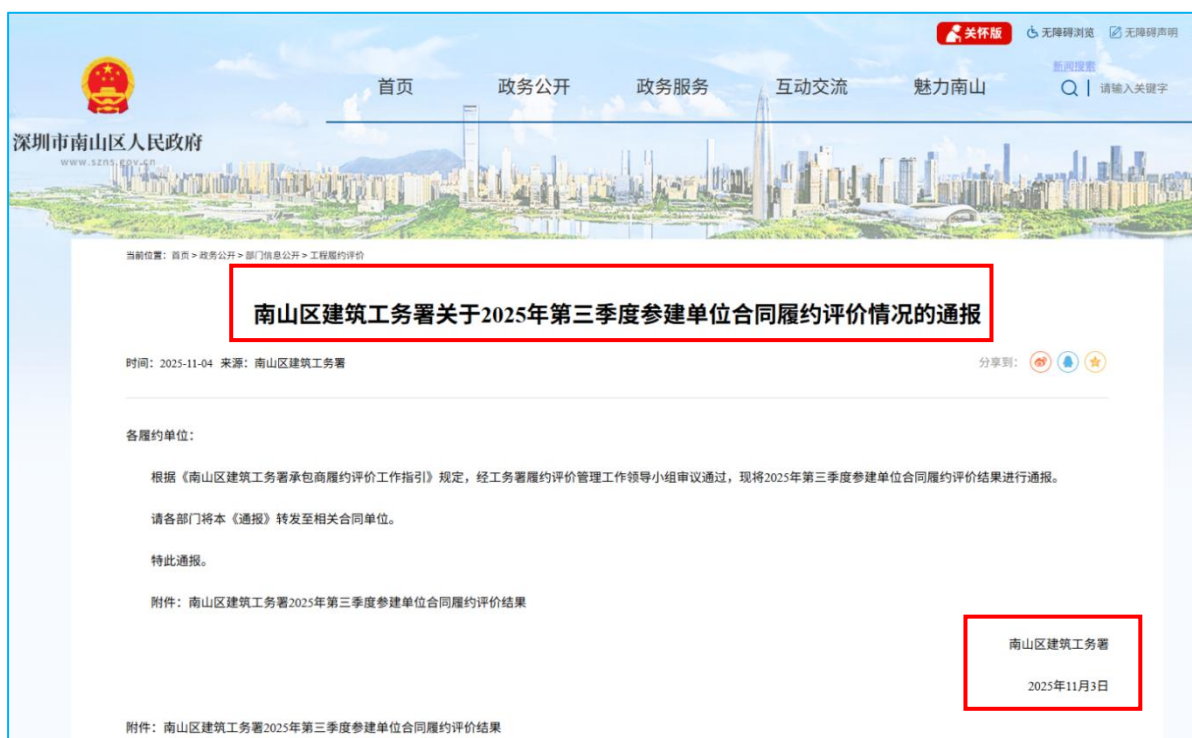 关怀版
无障碍浏览
无障碍声明
新闻搜索
首页
政务公开
政务服务
互动交流
魅力南山
请输入关键字
深圳市南山区人民政府
www.szns.gov.cn
当前位置：首页>政务公开>部门信息公开>工程履约评价
南山区建筑工务署关于2025年第三季度参建单位合同履约评价情况的通报
时间：2025-11-04 来源：南山区建筑工务署
分享到：
各履约单位：
根据《南山区建筑工务署承包商履约评价工作指引》规定，经工务署履约评价管理工作领导小组审议通过，现将2025年第三季度参建单位合同履约评价结果进行通报。
请各部门将本《通报》转发至相关合同单位。
特此通报。
附件：南山区建筑工务署2025年第三季度参建单位合同履约评价结果
南山区建筑工务署
2025年11月3日
附件：南山区建筑工务署2025年第三季度参建单位合同履约评价结果